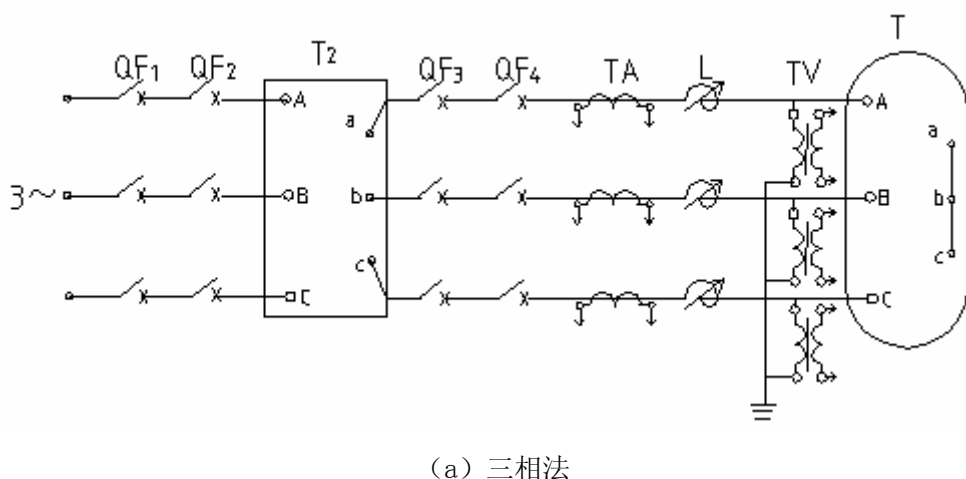 QF1 QF2 T2 QF3 QF4 TA L TV T
A a A a
3~ B b B b
C c C c
（a）三相法